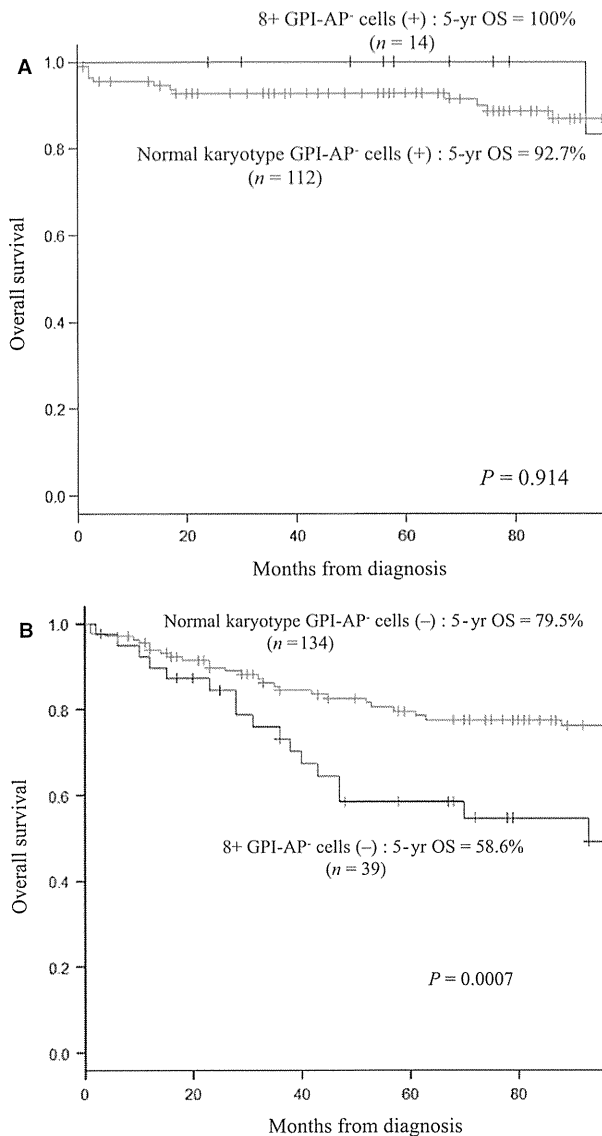 8+ GPI-AP⁻ cells (+) : 5-yr OS = 100%
(n = 14)
A
1.0
Normal karyotype GPI-AP⁻ cells (+) : 5-yr OS = 92.7%
(n = 112)
0.8
0.6
0.4
0.2
0.0
Overall survival
P = 0.914
0 20 40 60 80
Months from diagnosis
B
1.0
Normal karyotype GPI-AP⁻ cells (–) : 5-yr OS = 79.5%
(n =134)
0.8
0.6
8+ GPI-AP⁻ cells (–) : 5-yr OS = 58.6%
(n = 39)
0.4
0.2
0.0
Overall survival
P = 0.0007
0 20 40 60 80
Months from diagnosis